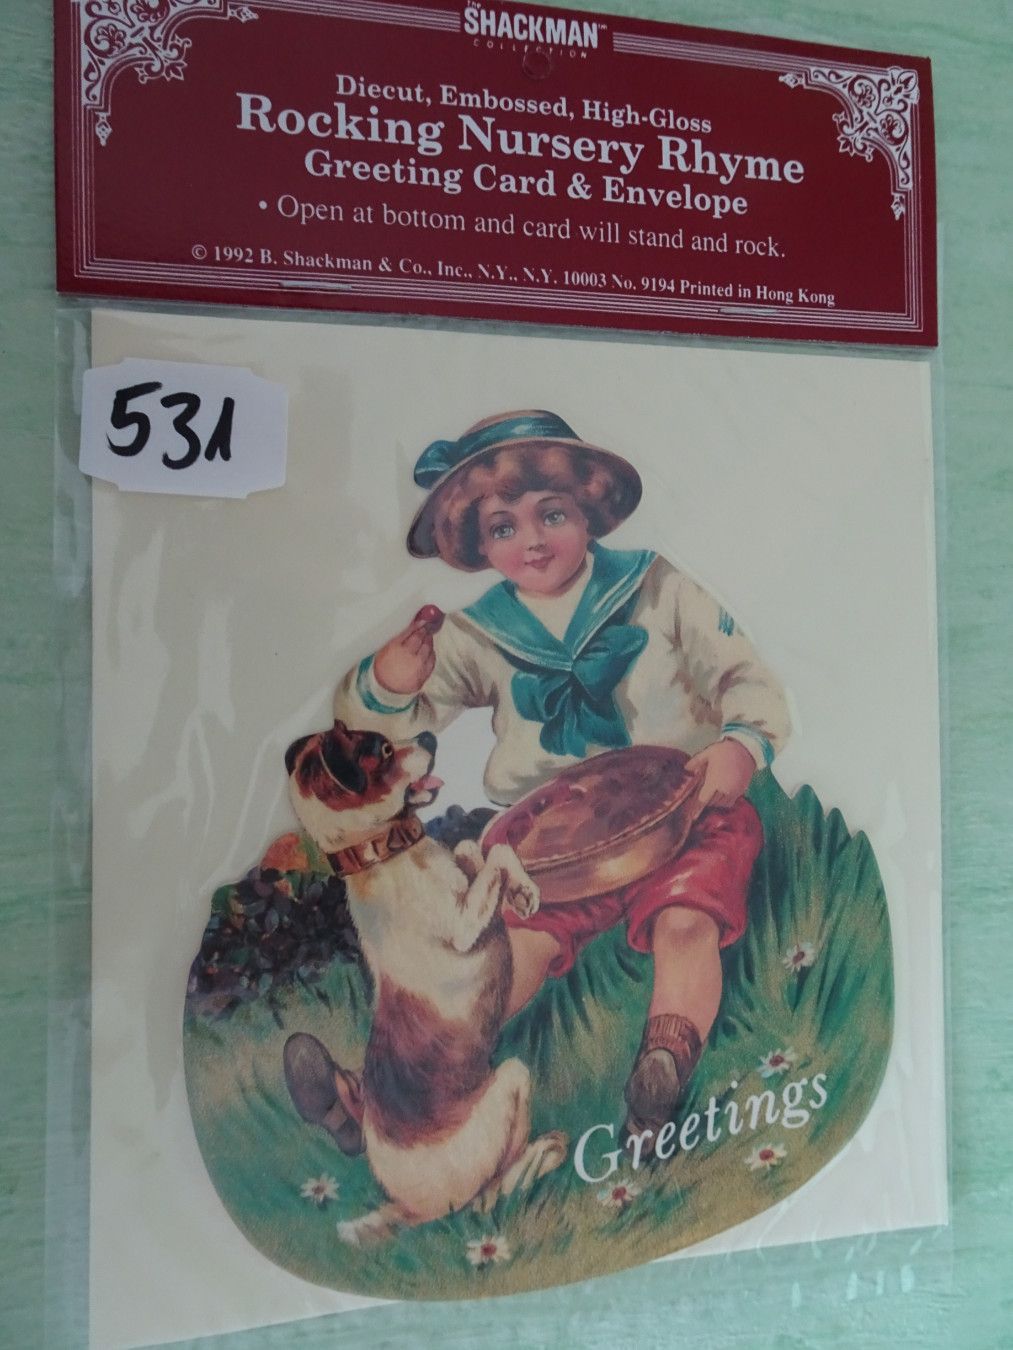 THE
SHACKMAN™
COLLECTION
Diecut, Embossed, High-Gloss
Rocking Nursery Rhyme
Greeting Card & Envelope
• Open at bottom and card will stand and rock.
© 1992 B. Shackman & Co., Inc., N.Y., N.Y. 10003 No. 9194 Printed in Hong Kong
531
Greetings